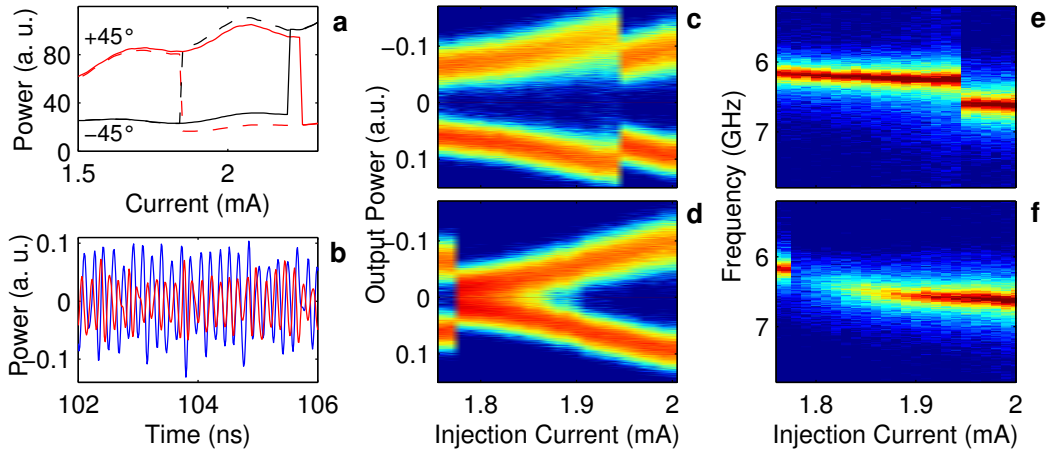 a
+45°
−45°
Power (a. u.)
80
40
0
1.5
2
Current (mA)
b
Power (a. u.)
0.1
0
−0.1
102
104
106
Time (ns)
c
−0.1
0
0.1
Output Power (a.u.)
d
−0.1
0
0.1
1.8
1.9
2
Injection Current (mA)
e
6
7
Frequency (GHz)
f
6
7
1.8
1.9
2
Injection Current (mA)